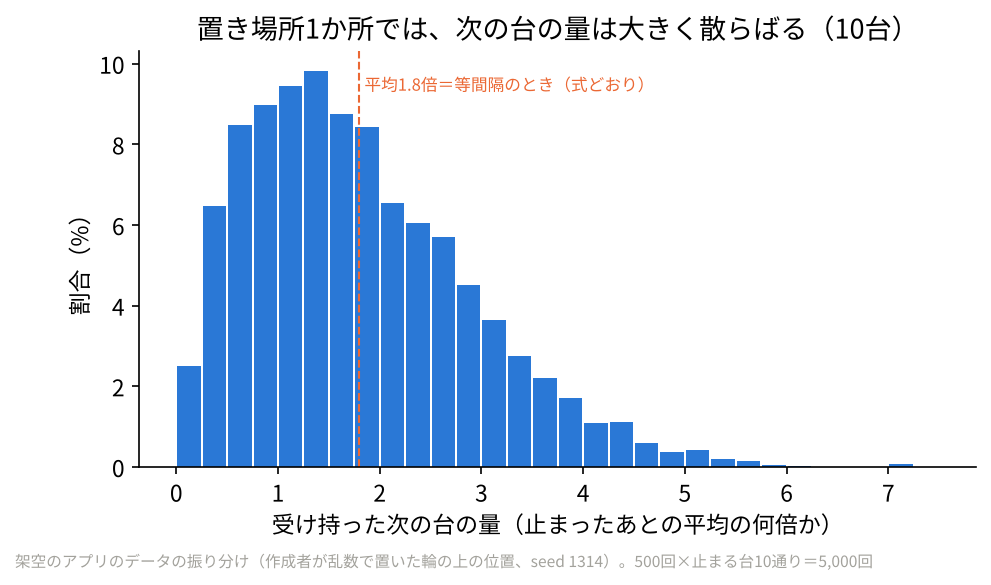 置き場所1か所では、次の台の量は大きく散らばる（10台）
平均1.8倍＝等間隔のとき（式どおり）
割合（%）
10
8
6
4
2
0
0 1 2 3 4 5 6 7
受け持った次の台の量（止まったあとの平均の何倍か）
架空のアプリのデータの振り分け（作成者が乱数で置いた輪の上の位置、seed 1314）。500回×止まる台10通り＝5,000回